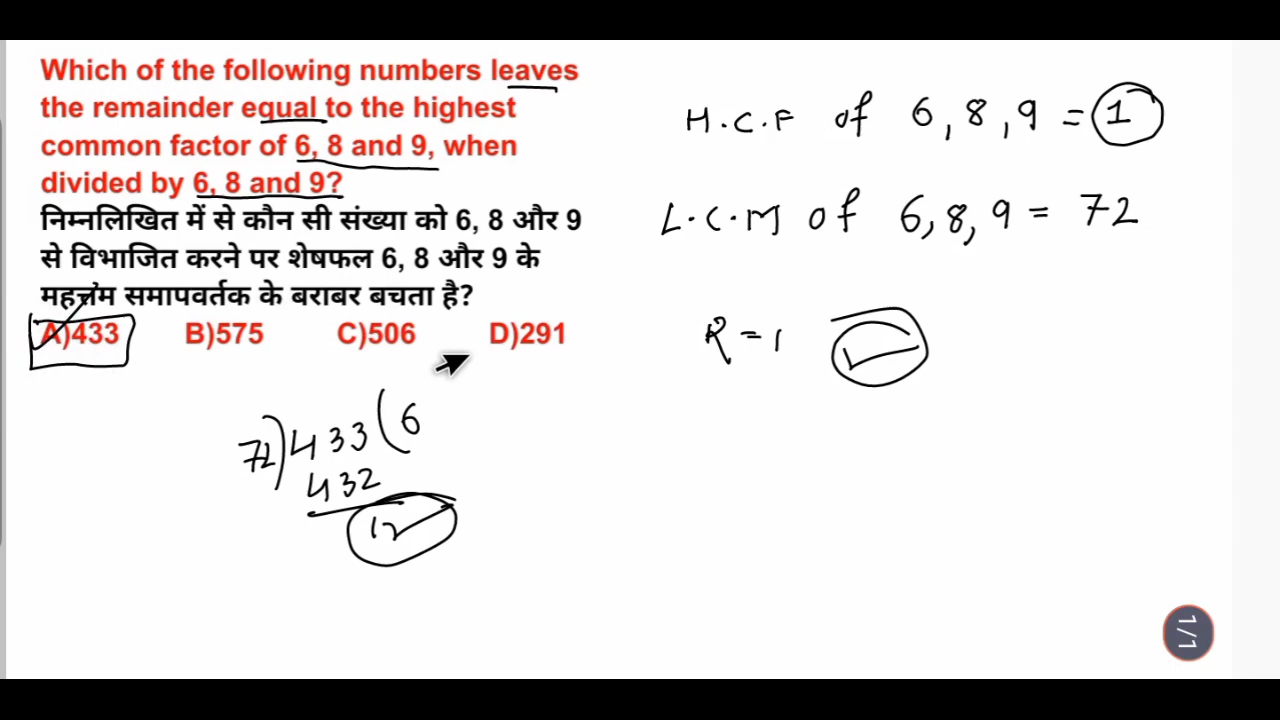 Which of the following numbers leaves
the remainder equal to the highest
common factor of 6, 8 and 9, when
divided by 6, 8 and 9?
निम्नलिखित में से कौन सी संख्या को 6, 8 और 9
से विभाजित करने पर शेषफल 6, 8 और 9 के
महत्तम समापवर्तक के बराबर बचता है?
A)433 B)575 C)506 D)291
H.C.F of 6, 8, 9 = 1
L.C.M of 6, 8, 9 = 72
R = 1
72)433(6
432
1
1/1